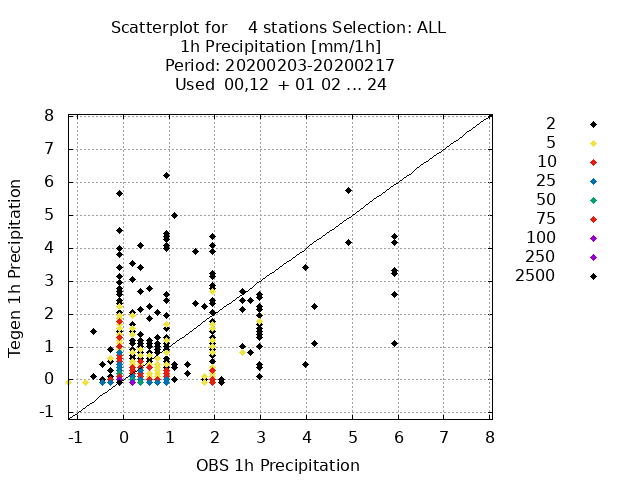 Scatterplot for    4 stations Selection: ALL
1h Precipitation [mm/1h]
Period: 20200203-20200217
Used  00,12  + 01 02 ... 24
8
7
6
5
4
3
2
1
0
-1
-1 0 1 2 3 4 5 6 7 8
Tegen 1h Precipitation
OBS 1h Precipitation
2
5
10
25
50
75
100
250
2500